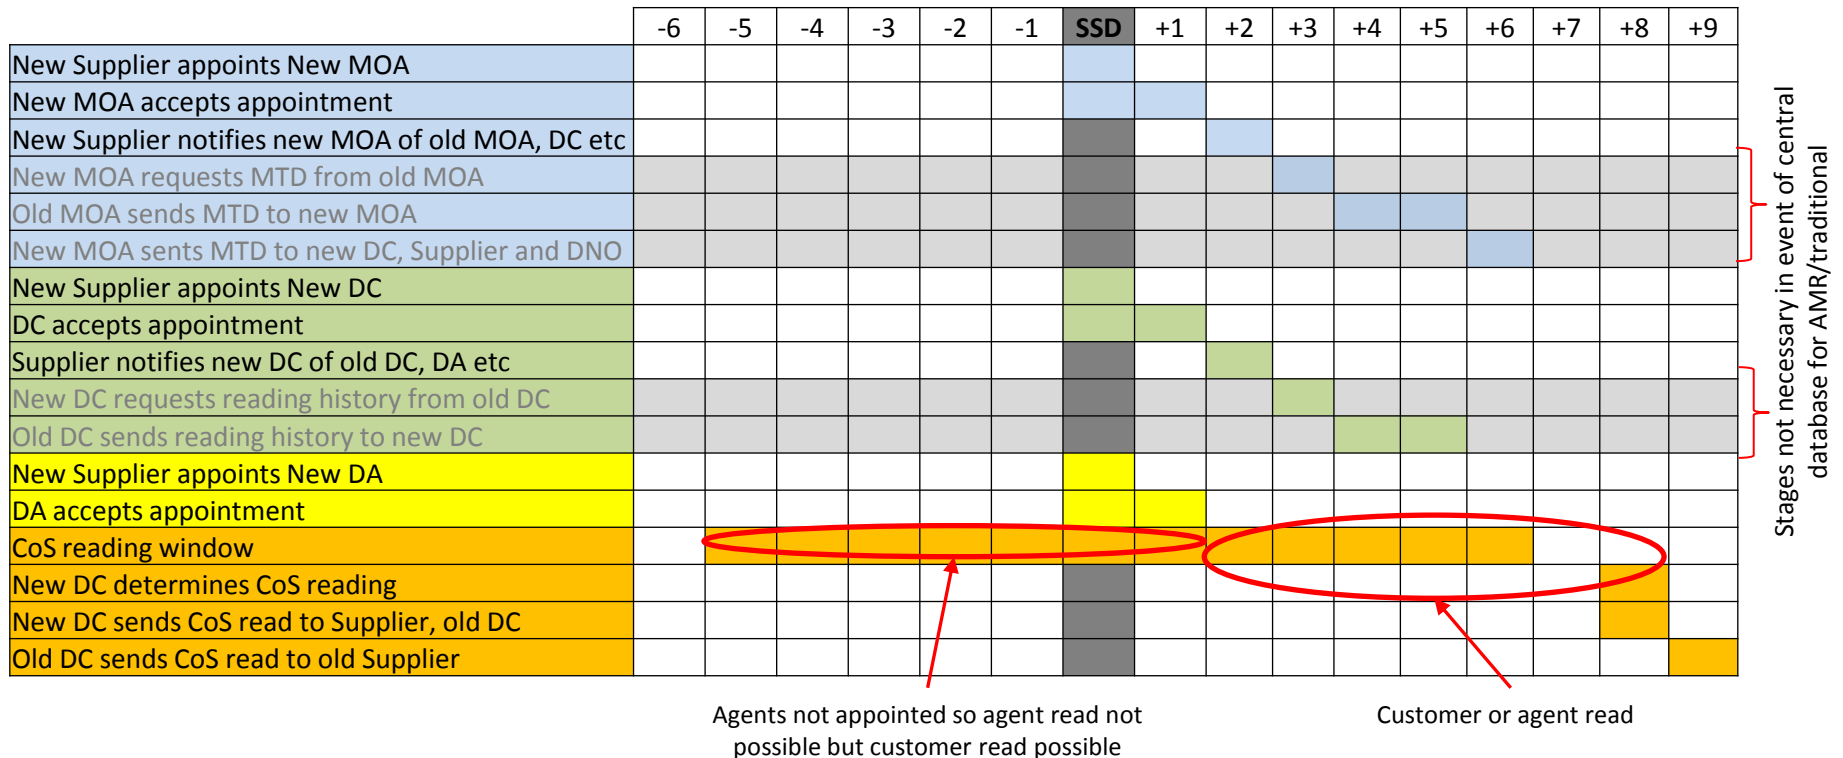 -6 -5 -4 -3 -2 -1 SSD +1 +2 +3 +4 +5 +6 +7 +8 +9
New Supplier appoints New MOA
New MOA accepts appointment
New Supplier notifies new MOA of old MOA, DC etc
New MOA requests MTD from old MOA
Old MOA sends MTD to new MOA
New MOA sents MTD to new DC, Supplier and DNO
New Supplier appoints New DC
DC accepts appointment
Supplier notifies new DC of old DC, DA etc
New DC requests reading history from old DC
Old DC sends reading history to new DC
New Supplier appoints New DA
DA accepts appointment
CoS reading window
New DC determines CoS reading
New DC sends CoS read to Supplier, old DC
Old DC sends CoS read to old Supplier
Stages not necessary in event of central
database for AMR/traditional
Agents not appointed so agent read not
possible but customer read possible
Customer or agent read